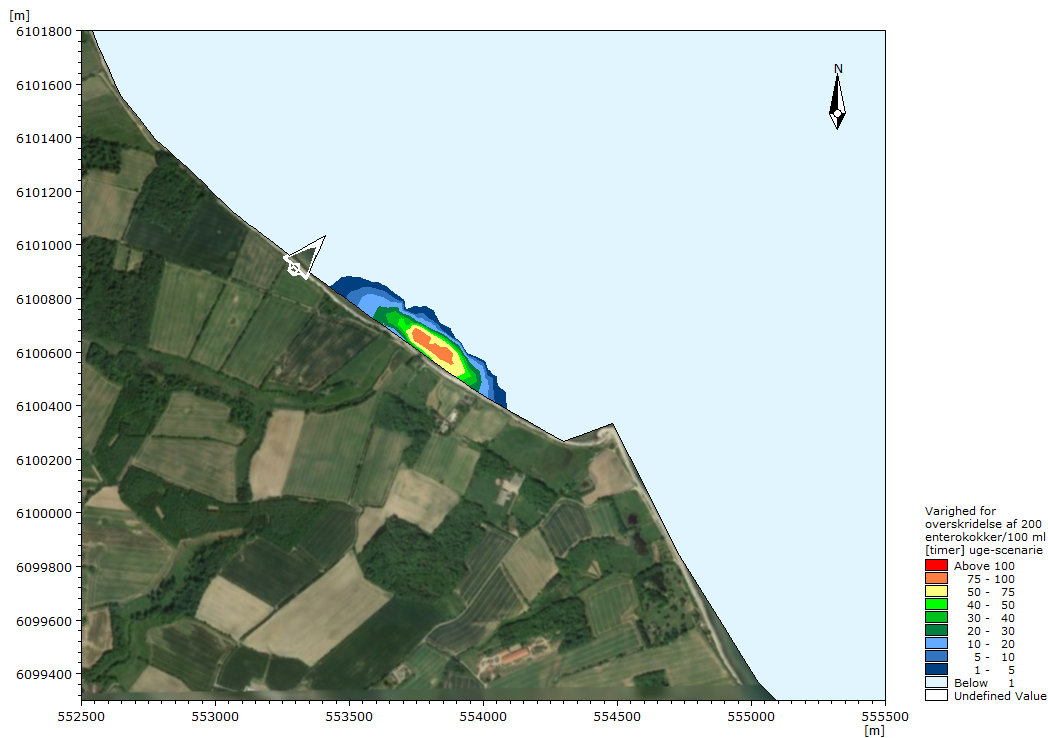 [m]
6101800
6101600
6101400
6101200
6101000
6100800
6100600
6100400
6100200
6100000
6099800
6099600
6099400
552500 553000 553500 554000 554500 555000 555500
[m]
N
Varighed for
overskridelse af 200
enterokokker/100 ml
[timer] uge-scenarie
Above 100
75 - 100
50 - 75
40 - 50
30 - 40
20 - 30
10 - 20
5 - 10
1 - 5
Below 1
Undefined Value